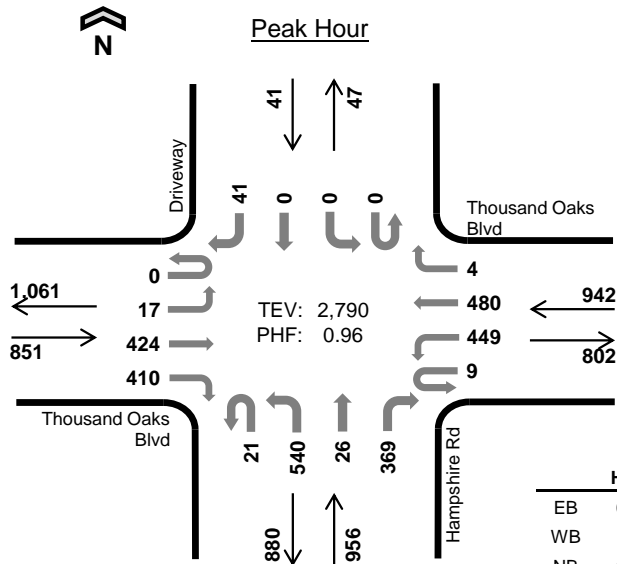 Peak Hour
N
41
47
Driveway
41 0 0 0
Thousand Oaks
Blvd
0
17
424
410
1,061
851
TEV: 2,790
PHF: 0.96
4
480
449
9
942
802
Thousand Oaks
Blvd
21 540 26 369
Hampshire Rd
880
956
EB
WB